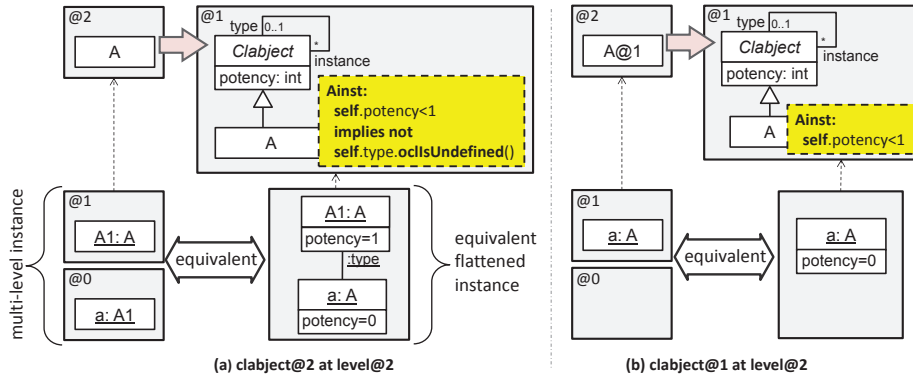 @2
A
@1
type
0..1
Clabject
*
instance
potency: int
A
Ainst:
self.potency<1
implies not
self.type.oclIsUndefined()
multi-level instance
@1
A1: A
@0
a: A1
equivalent
A1: A
potency=1
:type
a: A
potency=0
equivalent
flattened
instance
(a) clabject@2 at level@2
@2
A@1
@1
type
0..1
Clabject
*
instance
potency: int
A
Ainst:
self.potency<1
@1
a: A
@0
equivalent
a: A
potency=0
(b) clabject@1 at level@2